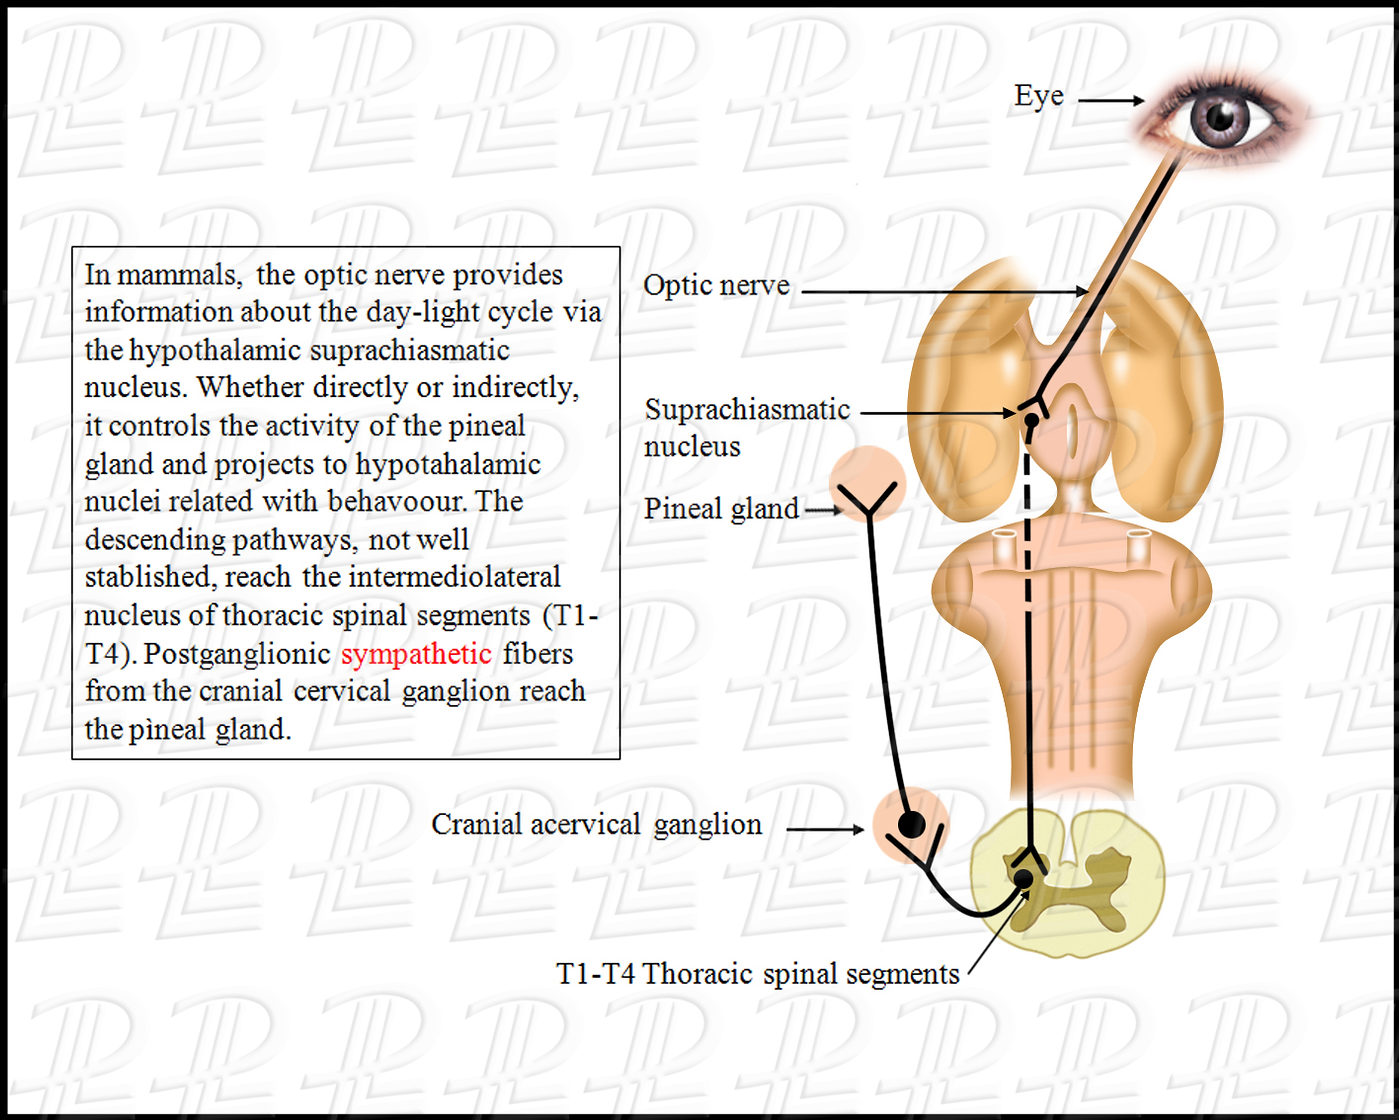 Eye
In mammals, the optic nerve provides
information about the day-light cycle via
the hypothalamic suprachiasmatic
nucleus. Whether directly or indirectly,
it controls the activity of the pineal
gland and projects to hypotahalamic
nuclei related with behavoour. The
descending pathways, not well
stablished, reach the intermediolateral
nucleus of thoracic spinal segments (T1-
T4). Postganglionic sympathetic fibers
from the cranial cervical ganglion reach
the pineal gland.
Optic nerve
Suprachiasmatic
nucleus
Pineal gland
Cranial acervical ganglion
T1-T4 Thoracic spinal segments